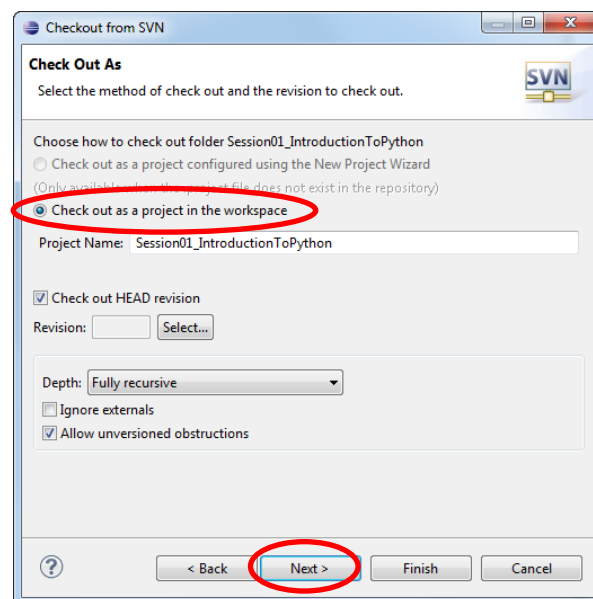 Checkout from SVN
Check Out As
Select the method of check out and the revision to check out.
SVN
Choose how to check out folder Session01_IntroductionToPython
Check out as a project configured using the New Project Wizard
(Only available when the .project file does not exist in the repository)
Check out as a project in the workspace
Project Name: Session01_IntroductionToPython
Check out HEAD revision
Revision: Select...
Depth: Fully recursive
Ignore externals
Allow unversioned obstructions
? < Back Next > Finish Cancel